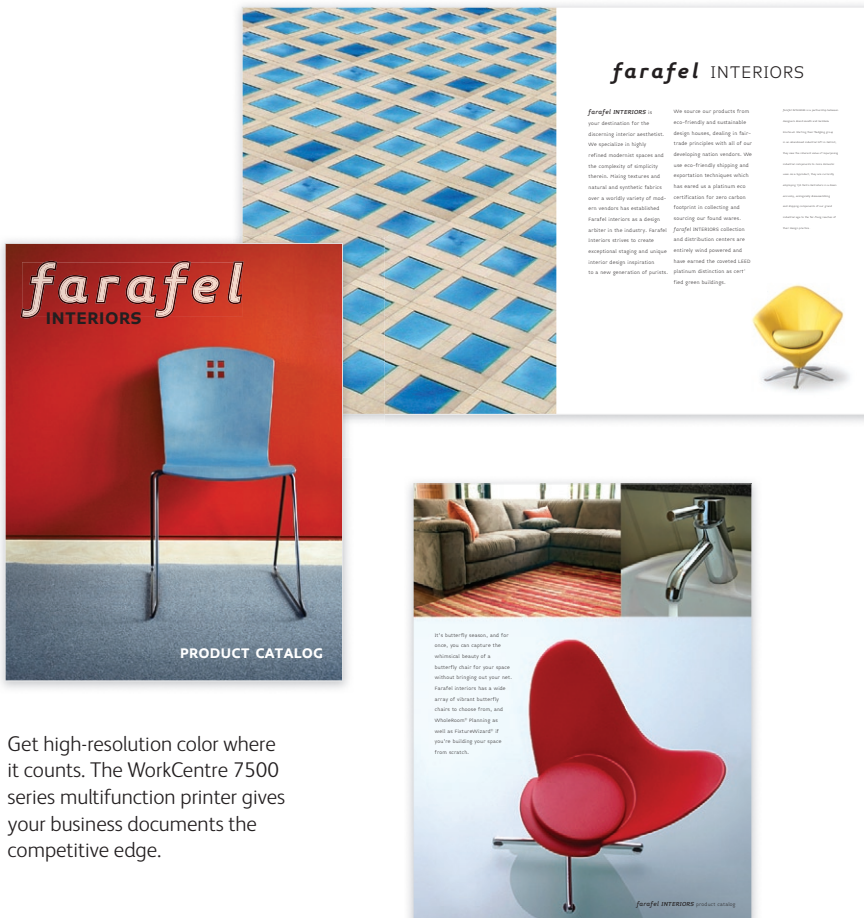 farafel INTERIORS
farafel INTERIORS is
your destination for the
discerning interior aesthetist.
We specialize in highly
refined modernist spaces and
the complexity of simplicity
therein. Mixing textures and
natural and synthetic fabrics
over a worldly variety of mod-
ern vendors has established
Farafel interiors as a design
arbiter in the industry. Farafel
interiors strives to create
exceptional staging and unique
interior design inspiration
to a new generation of purists.
We source our products from
eco-friendly and sustainable
design houses, dealing in fair-
trade principles with all of our
developing nation vendors. We
use eco-friendly shipping and
exportation techniques which
has eared us a platinum eco
certification for zero carbon
footprint in collecting and
sourcing our found wares.
farafel INTERIORS collection
and distribution centers are
entirely wind powered and
have earned the coveted LEED
platinum distinction as cert'
fied green buildings.
farafel
INTERIORS
PRODUCT CATALOG
It's butterfly season, and for
once, you can capture the
whimsical beauty of a
butterfly chair for your space
without bringing out your net.
Farafel interiors has a wide
array of vibrant butterfly
chairs to choose from, and
WholeRoom? Planning as
well as FixtureWizard? if
you're building your space
from scratch.
farafel INTERIORS product catalog
Get high-resolution color where
it counts. The WorkCentre 7500
series multifunction printer gives
your business documents the
competitive edge.